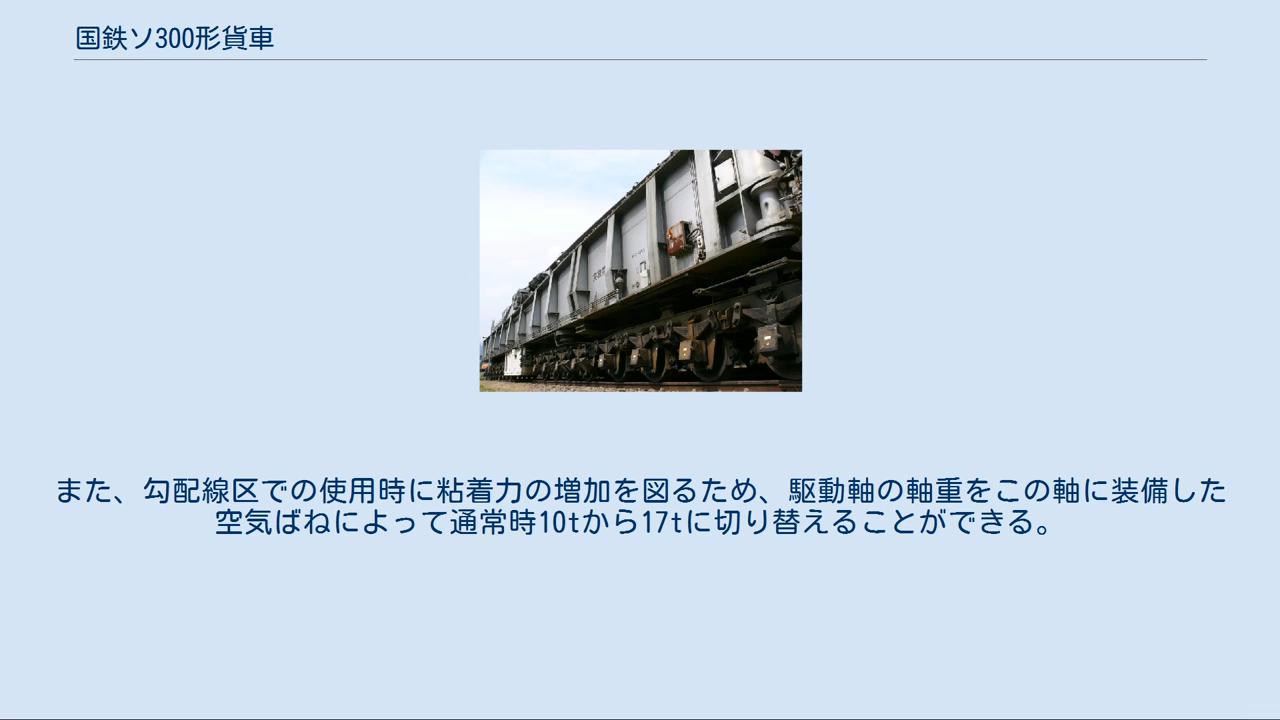 国鉄ソ300形貨車
また、勾配線区での使用時に粘着力の増加を図るため、駆動軸の軸重をこの軸に装備した
空気ばねによって通常時10tから17tに切り替えることができる。